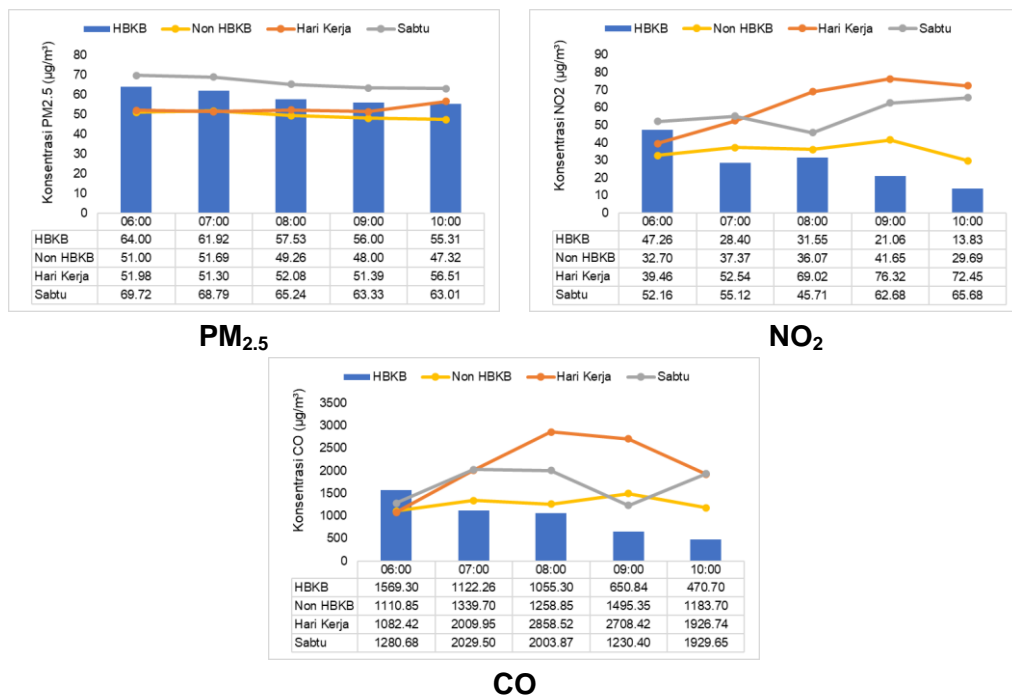 HBKB Non HBKB Hari Kerja Sabtu
Konsentrasi PM2.5 (µg/m³)
80
70
60
50
40
30
20
10
0
06:00 07:00 08:00 09:00 10:00
HBKB 64.00 61.92 57.53 56.00 55.31
Non HBKB 51.00 51.69 49.26 48.00 47.32
Hari Kerja 51.98 51.30 52.08 51.39 56.51
Sabtu 69.72 68.79 65.24 63.33 63.01
PM2.5
HBKB Non HBKB Hari Kerja Sabtu
Konsentrasi NO2 (µg/m³)
90
80
70
60
50
40
30
20
10
0
06:00 07:00 08:00 09:00 10:00
HBKB 47.26 28.40 31.55 21.06 13.83
Non HBKB 32.70 37.37 36.07 41.65 29.69
Hari Kerja 39.46 52.54 69.02 76.32 72.45
Sabtu 52.16 55.12 45.71 62.68 65.68
NO2
HBKB Non HBKB Hari Kerja Sabtu
Konsentrasi CO (µg/m³)
3500
3000
2500
2000
1500
1000
500
0
06:00 07:00 08:00 09:00 10:00
HBKB 1569.30 1122.26 1055.30 650.84 470.70
Non HBKB 1110.85 1339.70 1258.85 1495.35 1183.70
Hari Kerja 1082.42 2009.95 2858.52 2708.42 1926.74
Sabtu 1280.68 2029.50 2003.87 1230.40 1929.65
CO